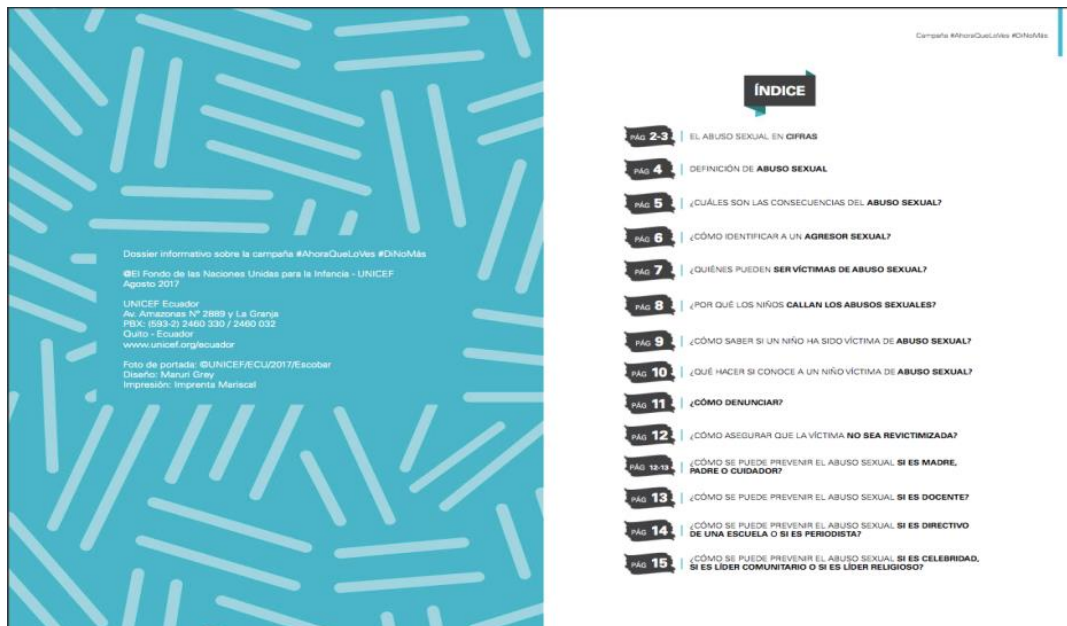 Dossier informativo sobre la campaña #AhoraQueLoVes #DiNoMás
@El Fondo de las Naciones Unidas para la Infancia - UNICEF
Agosto 2017
UNICEF Ecuador
Av. Amazonas N° 2889 y La Granja
PBX: (593-2) 2460 330 / 2460 032
Quito - Ecuador
www.unicef.org/ecuador
Foto de portada: @UNICEF/ECU/2017/Escobar
Diseño: Maruri Grey
Impresión: Imprenta Mariscal
Campaña #AhoraQueLoVes #DiNoMás
ÍNDICE
PÁG 2-3 EL ABUSO SEXUAL EN CIFRAS
PÁG 4 DEFINICIÓN DE ABUSO SEXUAL
PÁG 5 ¿CUÁLES SON LAS CONSECUENCIAS DEL ABUSO SEXUAL?
PÁG 6 ¿CÓMO IDENTIFICAR A UN AGRESOR SEXUAL?
PÁG 7 ¿QUIÉNES PUEDEN SER VÍCTIMAS DE ABUSO SEXUAL?
PÁG 8 ¿POR QUÉ LOS NIÑOS CALLAN LOS ABUSOS SEXUALES?
PÁG 9 ¿CÓMO SABER SI UN NIÑO HA SIDO VÍCTIMA DE ABUSO SEXUAL?
PÁG 10 ¿QUÉ HACER SI CONOCE A UN NIÑO VÍCTIMA DE ABUSO SEXUAL?
PÁG 11 ¿CÓMO DENUNCIAR?
PÁG 12 ¿CÓMO ASEGURAR QUE LA VÍCTIMA NO SEA REVICTIMIZADA?
PÁG 12-13 ¿CÓMO SE PUEDE PREVENIR EL ABUSO SEXUAL SI ES MADRE,
PADRE O CUIDADOR?
PÁG 13 ¿CÓMO SE PUEDE PREVENIR EL ABUSO SEXUAL SI ES DOCENTE?
PÁG 14 ¿CÓMO SE PUEDE PREVENIR EL ABUSO SEXUAL SI ES DIRECTIVO
DE UNA ESCUELA O SI ES PERIODISTA?
PÁG 15 ¿CÓMO SE PUEDE PREVENIR EL ABUSO SEXUAL SI ES CELEBRIDAD,
SI ES LÍDER COMUNITARIO O SI ES LÍDER RELIGIOSO?